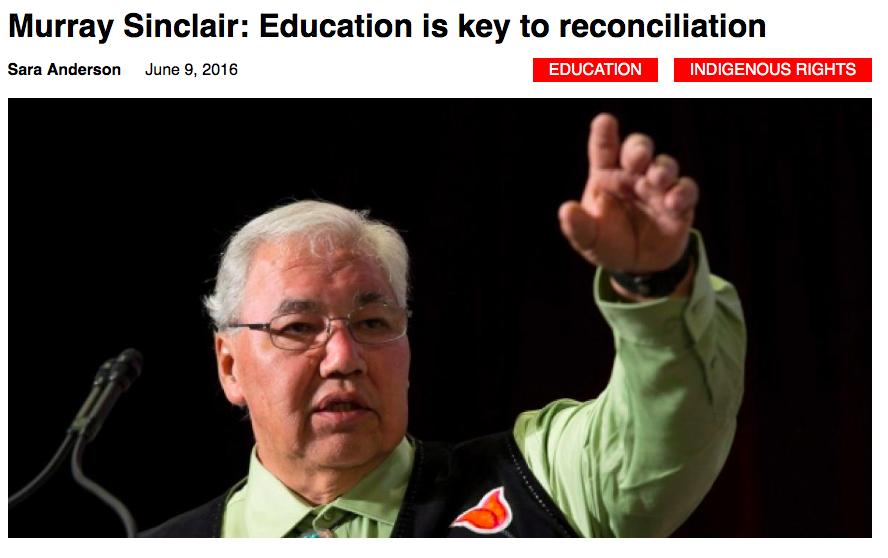 Murray Sinclair: Education is key to reconciliation
Sara Anderson June 9, 2016 EDUCATION INDIGENOUS RIGHTS